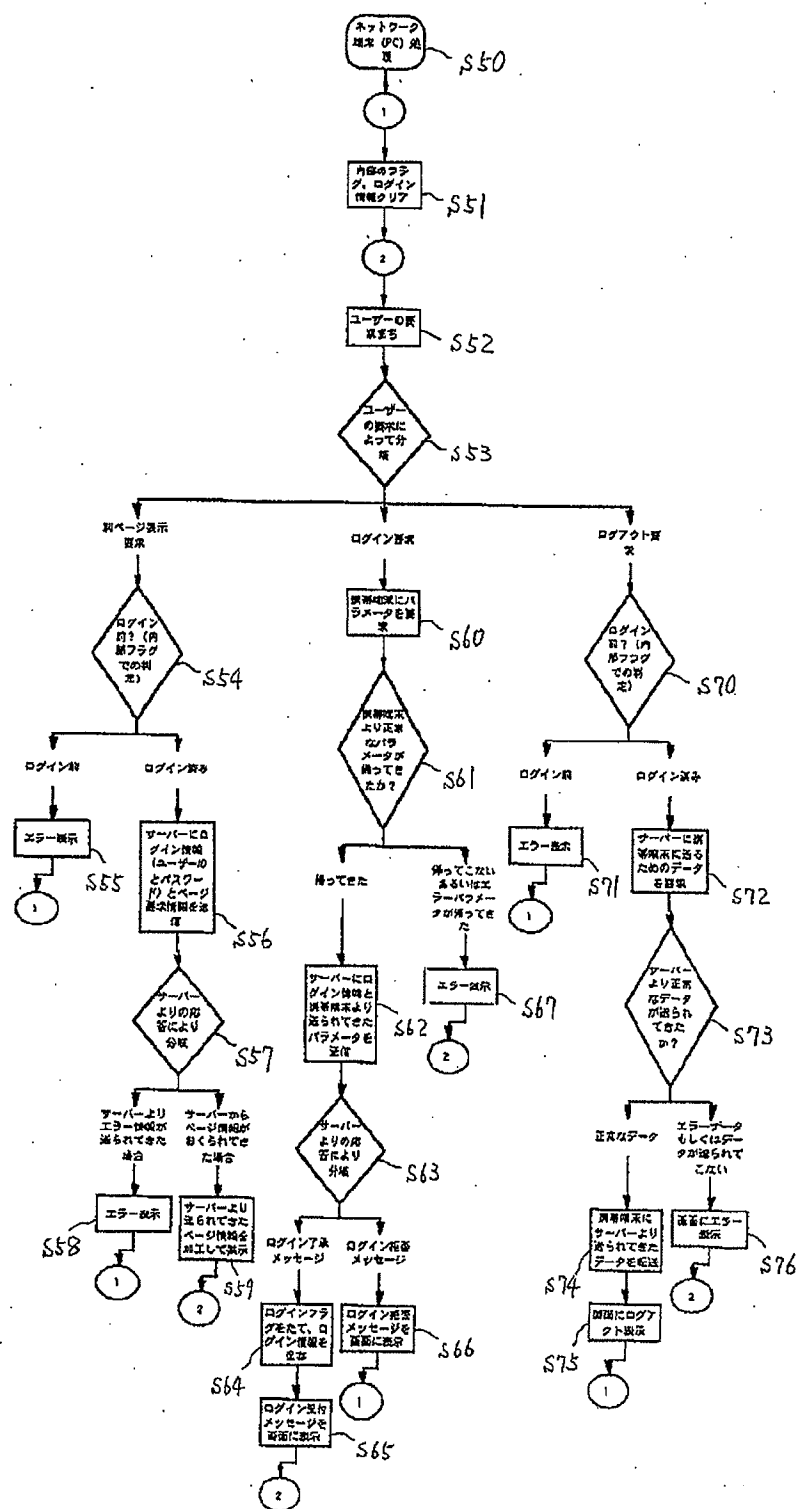 ネットワーク
端末（PC）処
理
S50
1
内部のフラ
グ、ログイン
情報クリア
S51
2
ユーザーの要
求まち
S52
ユーザー
の要求に
よって分
岐
S53
別ページ表示
要求
ログイン要求
ログアウト要
求
ログイン
前？（内
部フラグ
での判
定）
S54
携帯端末にパ
ラメータを要
求
S60
ログイン
前？（内
部フラグ
での判
定）
S70
携帯端末
より正常
なパラ
メータが
帰ってき
たか？
S61
ログイン前
ログイン済み
ログイン前
ログイン済み
エラー表示
S55
1
サーバーにロ
グイン情報
（ユーザーID
とパスワー
ド）とページ
要求情報を送
信
S56
帰ってきた
帰ってこない
あるいはエ
ラーパラメー
タが帰ってき
た
エラー表示
S71
1
サーバーに携
帯端末に送る
ためのデータ
を要求
S72
サーバー
よりの応
答により
分岐
S57
サーバーにロ
グイン情報と
携帯端末より
送られてきた
パラメータを
送信
S62
エラー表示
S67
2
サーバー
より正常
なデータ
が送られ
てきた
か？
S73
サーバーより
エラー情報が
送られてきた
場合
サーバーから
ページ情報が
おくられてき
た場合
サーバー
よりの応
答により
分岐
S63
正常なデータ
エラーデータ
もしくはデー
タが送られて
こない
エラー表示
S58
1
サーバーより
送られてきた
ページ情報を
加工して表示
S59
2
ログイン了承
メッセージ
ログイン拒否
メッセージ
携帯端末に
サーバーより
送られてきた
データを転送
S74
画面にエラー
表示
S76
2
ログインフラ
グをたて、ロ
グイン情報を
保存
S64
ログイン拒否
メッセージを
画面に表示
S66
1
画面にログア
ウト表示
S75
1
ログイン受付
メッセージを
画面に表示
S65
2